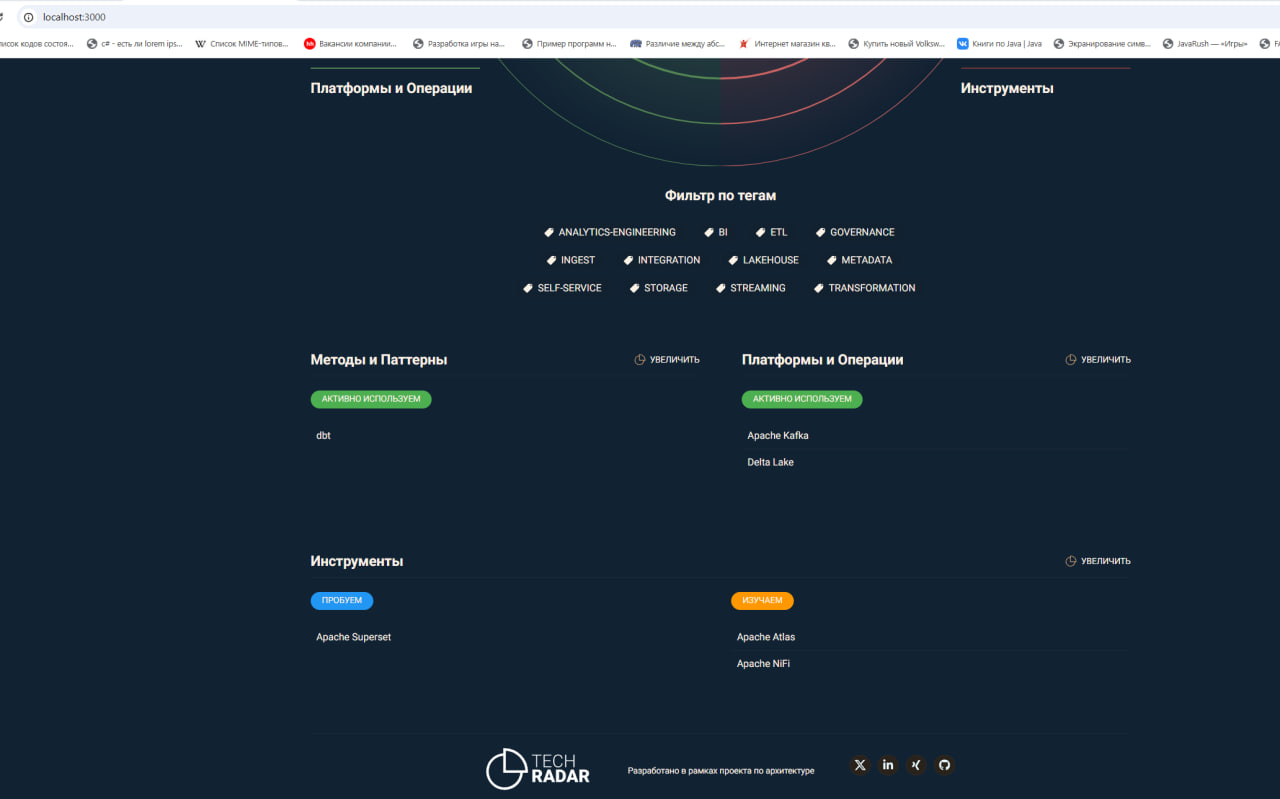 localhost:3000
писок кодов состоя... c# - есть ли lorem ips... Список MIME-типов... Вакансии компании... Разработка игры на... Пример программ н... Различие между абс... Интернет магазин кв... Купить новый Volksw... Книги по Java | Java Экранирование симв... JavaRush — «Игры»
Платформы и Операции
Инструменты
Фильтр по тегам
ANALYTICS-ENGINEERING BI ETL GOVERNANCE
INGEST INTEGRATION LAKEHOUSE METADATA
SELF-SERVICE STORAGE STREAMING TRANSFORMATION
Методы и Паттерны УВЕЛИЧИТЬ
АКТИВНО ИСПОЛЬЗУЕМ
dbt
Платформы и Операции УВЕЛИЧИТЬ
АКТИВНО ИСПОЛЬЗУЕМ
Apache Kafka
Delta Lake
Инструменты УВЕЛИЧИТЬ
ПРОБУЕМ
Apache Superset
ИЗУЧАЕМ
Apache Atlas
Apache NiFi
TECH
RADAR
Разработано в рамках проекта по архитектуре